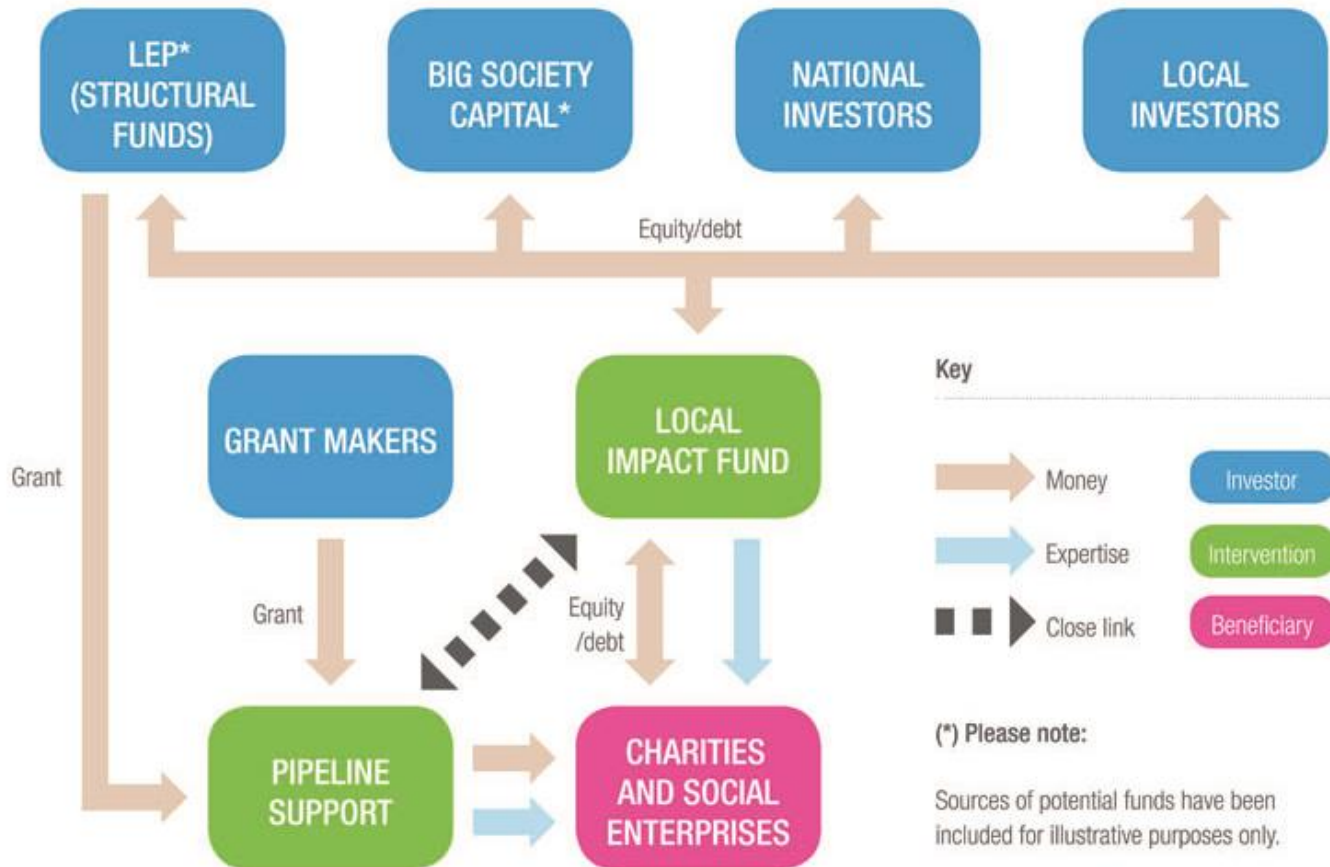 LEP*
(STRUCTURAL
FUNDS)
BIG SOCIETY
CAPITAL*
NATIONAL
INVESTORS
LOCAL
INVESTORS
Equity/debt
GRANT MAKERS
LOCAL
IMPACT FUND
Grant
Grant
Equity
/debt
PIPELINE
SUPPORT
CHARITIES
AND SOCIAL
ENTERPRISES
Key
Money
Investor
Expertise
Intervention
Close link
Beneficiary
(*) Please note:
Sources of potential funds have been
included for illustrative purposes only.